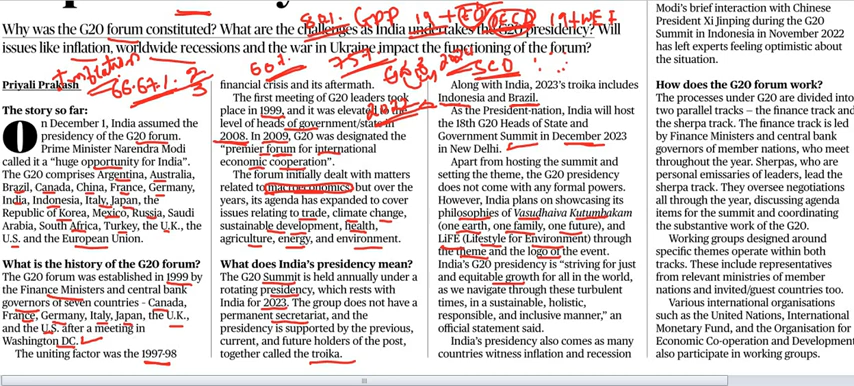 Why was the G20 forum constituted? What are the challenges as India undertakes the G20 presidency? Will
issues like inflation, worldwide recessions and the war in Ukraine impact the functioning of the forum?
85%. GDP 19 + EU
OECD 19 + WEF
60%
75%
66.67% 2/3
Priyali Prakash
The story so far:
On December 1, India assumed the
presidency of the G20 forum.
Prime Minister Narendra Modi
called it a “huge opportunity for India”.
The G20 comprises Argentina, Australia,
Brazil, Canada, China, France, Germany,
India, Indonesia, Italy, Japan, the
Republic of Korea, Mexico, Russia, Saudi
Arabia, South Africa, Turkey, the U.K., the
U.S. and the European Union.
What is the history of the G20 forum?
The G20 forum was established in 1999 by
the Finance Ministers and central bank
governors of seven countries - Canada,
France, Germany, Italy, Japan, the U.K.,
and the U.S. after a meeting in
Washington DC.
The uniting factor was the 1997-98
financial crisis and its aftermath.
The first meeting of G20 leaders took
place in 1999, and it was elevated to the
level of heads of government/state in
2008. In 2009, G20 was designated the
“premier forum for international
economic cooperation”.
The forum initially dealt with matters
related to macroeconomics, but over the
years, its agenda has expanded to cover
issues relating to trade, climate change,
sustainable development, health,
agriculture, energy, and environment.
What does India’s presidency mean?
The G20 Summit is held annually under a
rotating presidency, which rests with
India for 2023. The group does not have a
permanent secretariat, and the
presidency is supported by the previous,
current, and future holders of the post,
together called the troika.
Along with India, 2023’s troika includes
Indonesia and Brazil.
As the President-nation, India will host
the 18th G20 Heads of State and
Government Summit in December 2023
in New Delhi.
Apart from hosting the summit and
setting the theme, the G20 presidency
does not come with any formal powers.
However, India plans on showcasing its
philosophies of Vasudhaiva Kutumbakam
(one earth, one family, one future), and
LiFE (Lifestyle for Environment) through
the theme and the logo of the event.
India’s G20 presidency is “striving for just
and equitable growth for all in the world,
as we navigate through these turbulent
times, in a sustainable, holistic,
responsible, and inclusive manner,” an
official statement said.
India’s presidency also comes as many
countries witness inflation and recession
Modi’s brief interaction with Chinese
President Xi Jinping during the G20
Summit in Indonesia in November 2022
has left experts feeling optimistic about
the situation.
How does the G20 forum work?
The processes under G20 are divided into
two parallel tracks - the finance track and
the sherpa track. The finance track is led
by Finance Ministers and central bank
governors of member nations, who meet
throughout the year. Sherpas, who are
personal emissaries of leaders, lead the
sherpa track. They oversee negotiations
all through the year, discussing agenda
items for the summit and coordinating
the substantive work of the G20.
Working groups designed around
specific themes operate within both
tracks. These include representatives
from relevant ministries of member
nations and invited/guest countries too.
Various international organisations
such as the United Nations, International
Monetary Fund, and the Organisation for
Economic Co-operation and Development
also participate in working groups.